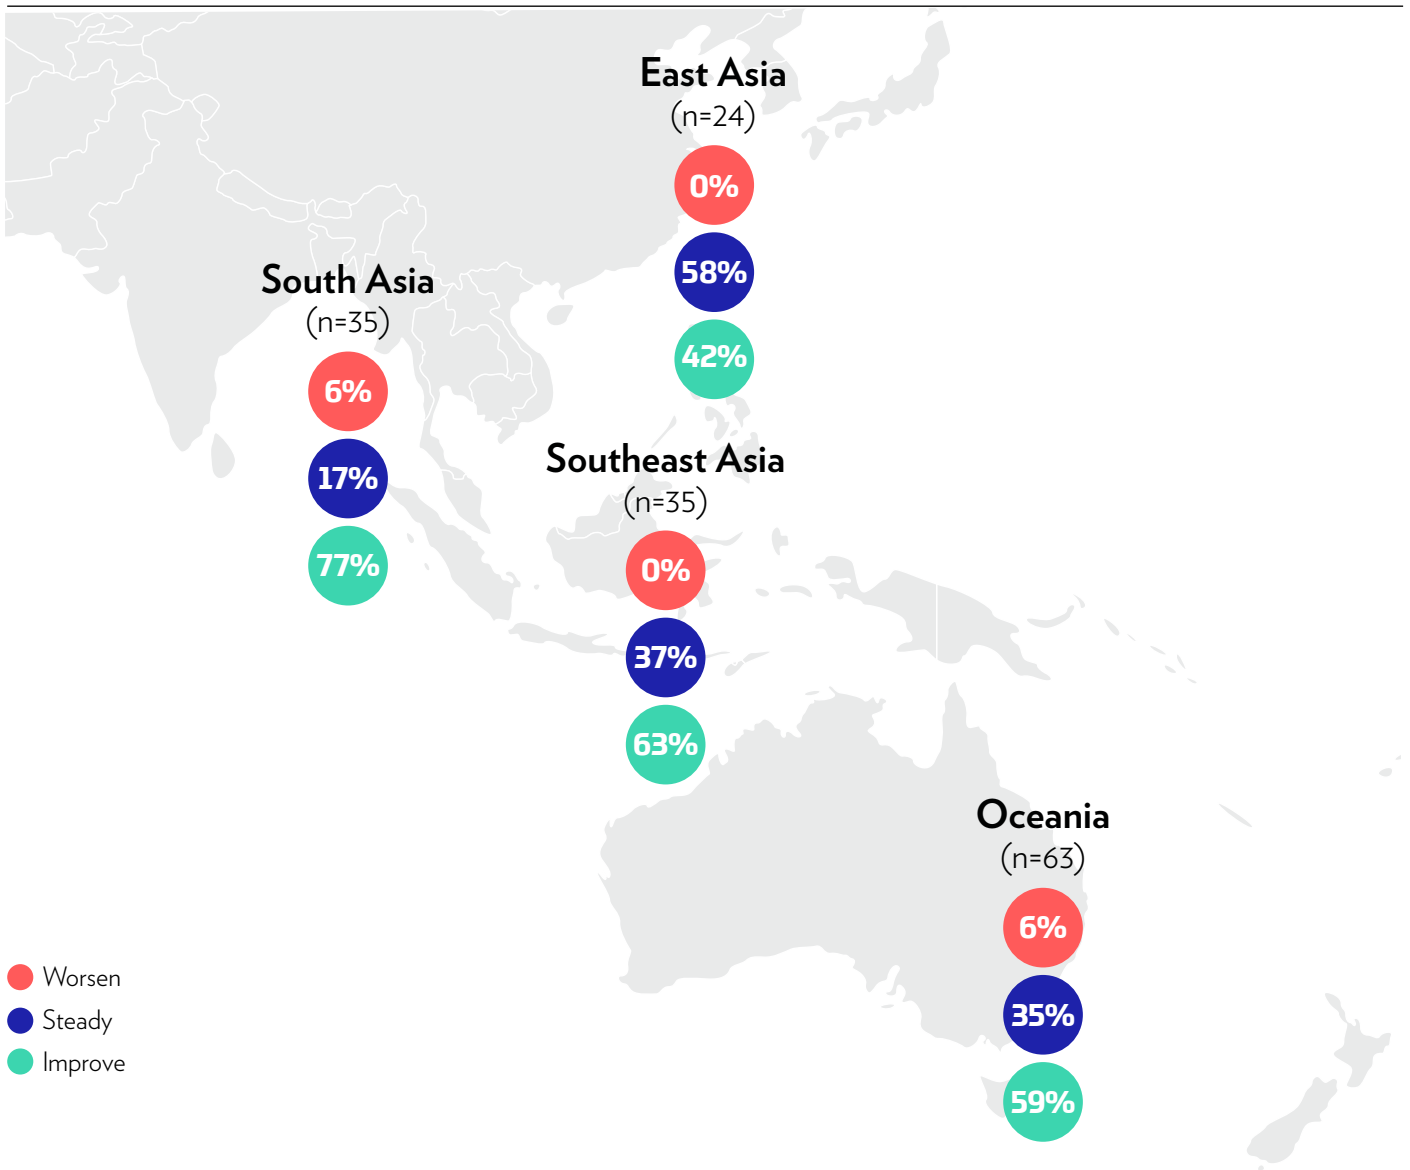 East Asia
(n=24)
0%
58%
42%
South Asia
(n=35)
6%
17%
77%
Southeast Asia
(n=35)
0%
37%
63%
Oceania
(n=63)
6%
35%
59%
Worsen
Steady
Improve